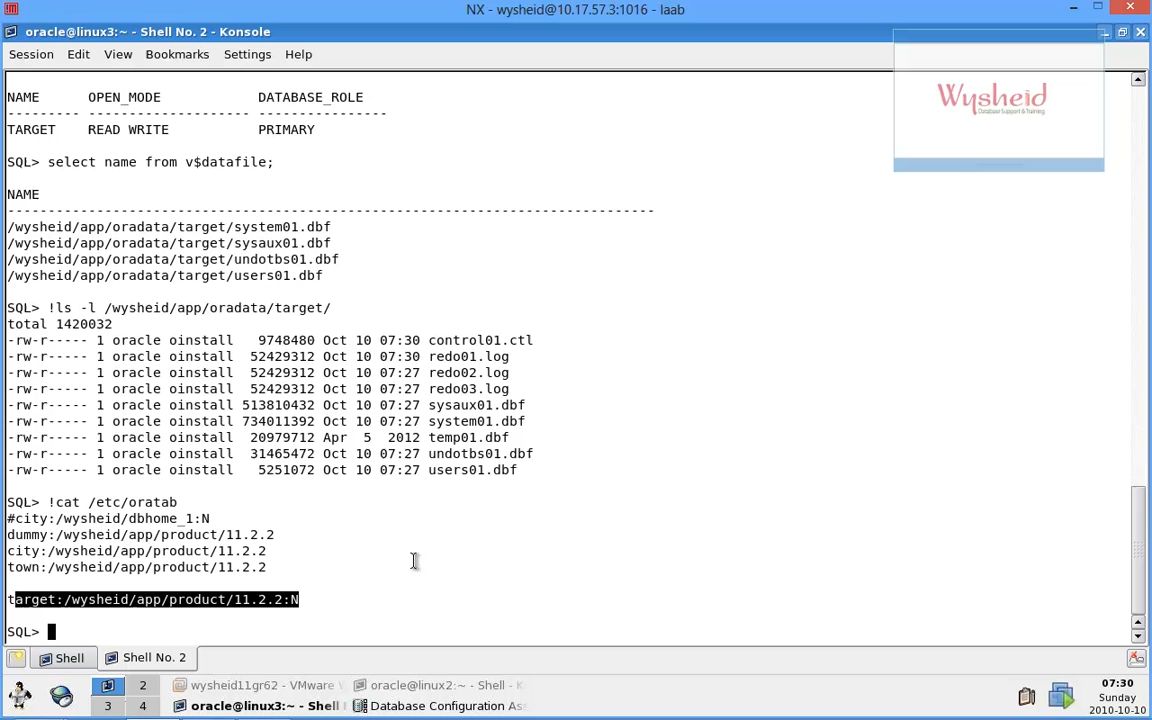 NX - wysheid@10.17.57.3:1016 - laab
oracle@linux3:~ - Shell No. 2 - Konsole
Session Edit View Bookmarks Settings Help
Wysheid
Database Support & Training
NAME      OPEN_MODE            DATABASE_ROLE
--------- -------------------- ----------------
TARGET    READ WRITE           PRIMARY
SQL> select name from v$datafile;
NAME
--------------------------------------------------------------------------------
/wysheid/app/oradata/target/system01.dbf
/wysheid/app/oradata/target/sysaux01.dbf
/wysheid/app/oradata/target/undotbs01.dbf
/wysheid/app/oradata/target/users01.dbf
SQL> !ls -l /wysheid/app/oradata/target/
total 1420032
-rw-r----- 1 oracle oinstall   9748480 Oct 10 07:30 control01.ctl
-rw-r----- 1 oracle oinstall  52429312 Oct 10 07:30 redo01.log
-rw-r----- 1 oracle oinstall  52429312 Oct 10 07:27 redo02.log
-rw-r----- 1 oracle oinstall  52429312 Oct 10 07:27 redo03.log
-rw-r----- 1 oracle oinstall 513810432 Oct 10 07:27 sysaux01.dbf
-rw-r----- 1 oracle oinstall 734011392 Oct 10 07:27 system01.dbf
-rw-r----- 1 oracle oinstall  20979712 Apr  5  2012 temp01.dbf
-rw-r----- 1 oracle oinstall  31465472 Oct 10 07:27 undotbs01.dbf
-rw-r----- 1 oracle oinstall   5251072 Oct 10 07:27 users01.dbf
SQL> !cat /etc/oratab
#city:/wysheid/dbhome_1:N
dummy:/wysheid/app/product/11.2.2
city:/wysheid/app/product/11.2.2
town:/wysheid/app/product/11.2.2
target:/wysheid/app/product/11.2.2:N
SQL>
Shell Shell No. 2
2 wysheid11gr62 - VMware oracle@linux2:~ - Shell - K
3 4 oracle@linux3:~ - Shell Database Configuration Ass
07:30
Sunday
2010-10-10